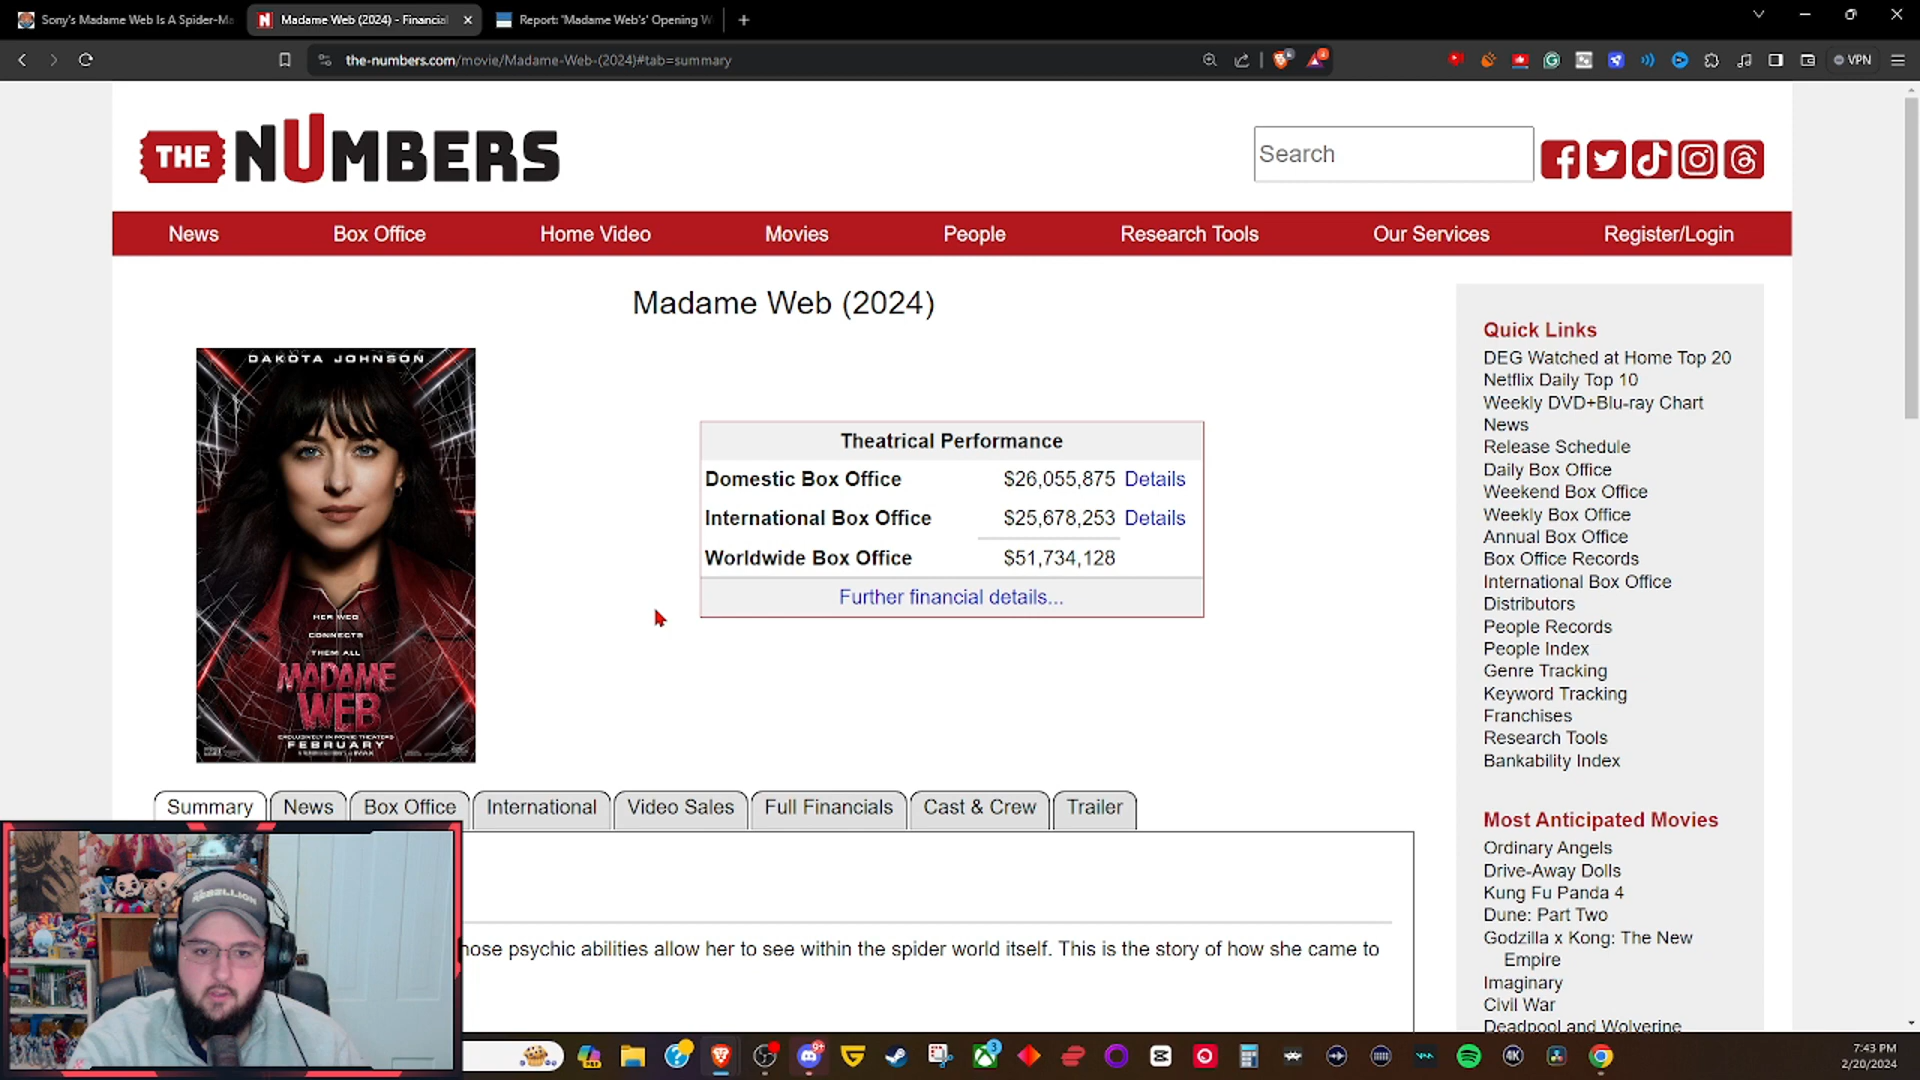 Sony's Madame Web Is A Spider-Ma
Madame Web (2024) - Financial
Report: 'Madame Web's' Opening W
the-numbers.com/movie/Madame-Web-(2024)#tab=summary
VPN
THE NUMBERS
Search
News
Box Office
Home Video
Movies
People
Research Tools
Our Services
Register/Login
Madame Web (2024)
DAKOTA JOHNSON
HER WEB
CONNECTS
THEM ALL
MADAME
WEB
EXCLUSIVELY IN MOVIE THEATERS
FEBRUARY
Theatrical Performance
Domestic Box Office $26,055,875 Details
International Box Office $25,678,253 Details
Worldwide Box Office $51,734,128
Further financial details...
Quick Links
DEG Watched at Home Top 20
Netflix Daily Top 10
Weekly DVD+Blu-ray Chart
News
Release Schedule
Daily Box Office
Weekend Box Office
Weekly Box Office
Annual Box Office
Box Office Records
International Box Office
Distributors
People Records
People Index
Genre Tracking
Keyword Tracking
Franchises
Research Tools
Bankability Index
Most Anticipated Movies
Ordinary Angels
Drive-Away Dolls
Kung Fu Panda 4
Dune: Part Two
Godzilla x Kong: The New
Empire
Imaginary
Civil War
Deadpool and Wolverine
Summary
News
Box Office
International
Video Sales
Full Financials
Cast & Crew
Trailer
hose psychic abilities allow her to see within the spider world itself. This is the story of how she came to
REBELLION
7:43 PM
2/20/2024